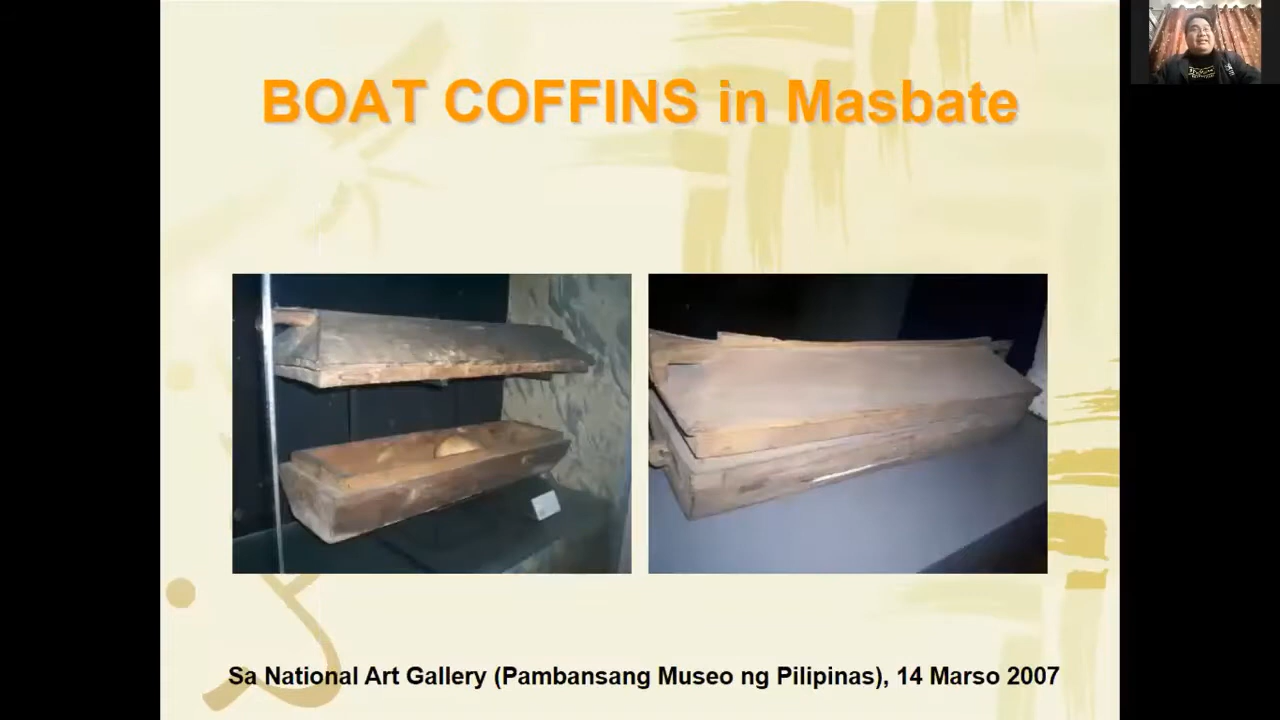 BOAT COFFINS in Masbate
Sa National Art Gallery (Pambansang Museo ng Pilipinas), 14 Marso 2007